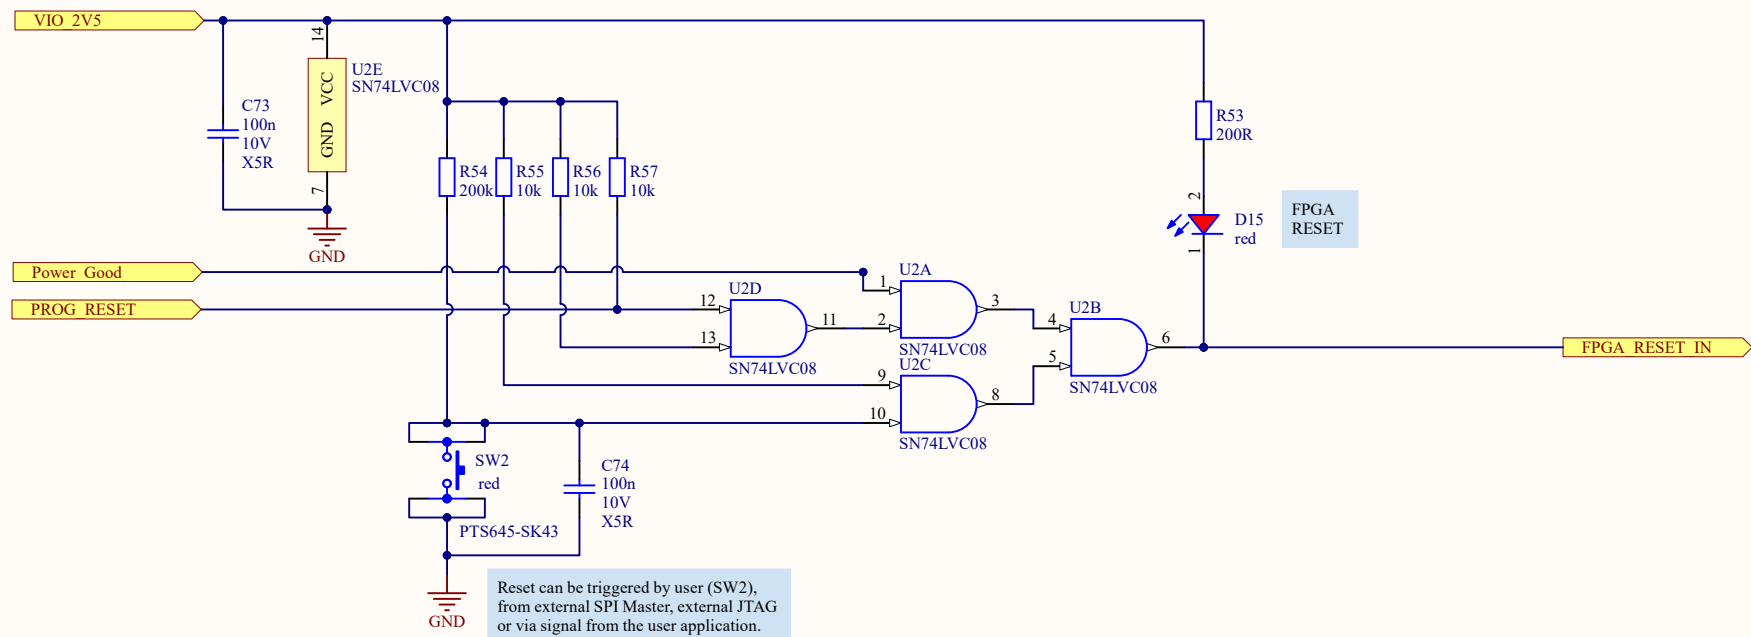 VIO_2V5
14
VCC
GND
7
U2E
SN74LVC08
C73
100n
10V
X5R
GND
R54
200k
R55
10k
R56
10k
R57
10k
R53
200R
2
1
D15
red
FPGA
RESET
Power_Good
PROG_RESET
12
13
U2D
11
SN74LVC08
1
2
U2A
3
SN74LVC08
9
10
U2C
8
SN74LVC08
4
5
U2B
6
SN74LVC08
FPGA_RESET_IN
SW2
red
PTS645-SK43
C74
100n
10V
X5R
GND
Reset can be triggered by user (SW2),
from external SPI Master, external JTAG
or via signal from the user application.